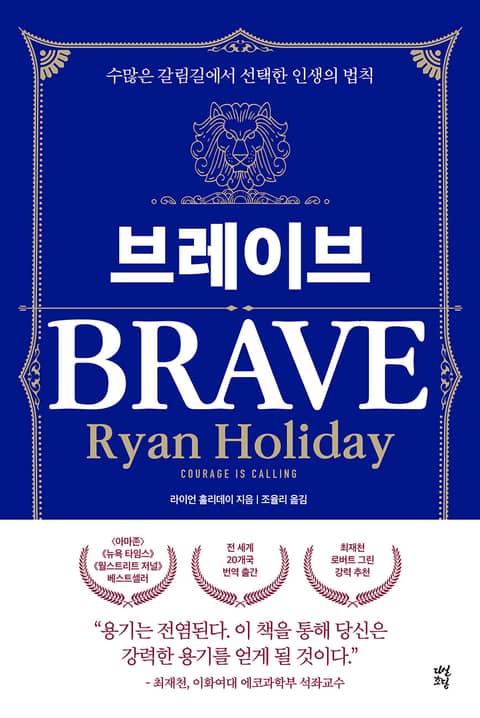 수많은 갈림길에서 선택한 인생의 법칙
브레이브
BRAVE
Ryan Holiday
COURAGE IS CALLING
라이언 홀리데이 지음 | 조율리 옮김
〈아마존〉
《뉴욕 타임스》
《월스트리트 저널》
베스트셀러
전 세계
20개국
번역 출간
최재천
로버트 그린
강력 추천
“용기는 전염된다. 이 책을 통해 당신은
강력한 용기를 얻게 될 것이다.”
- 최재천, 이화여대 에코과학부 석좌교수
다산
초당